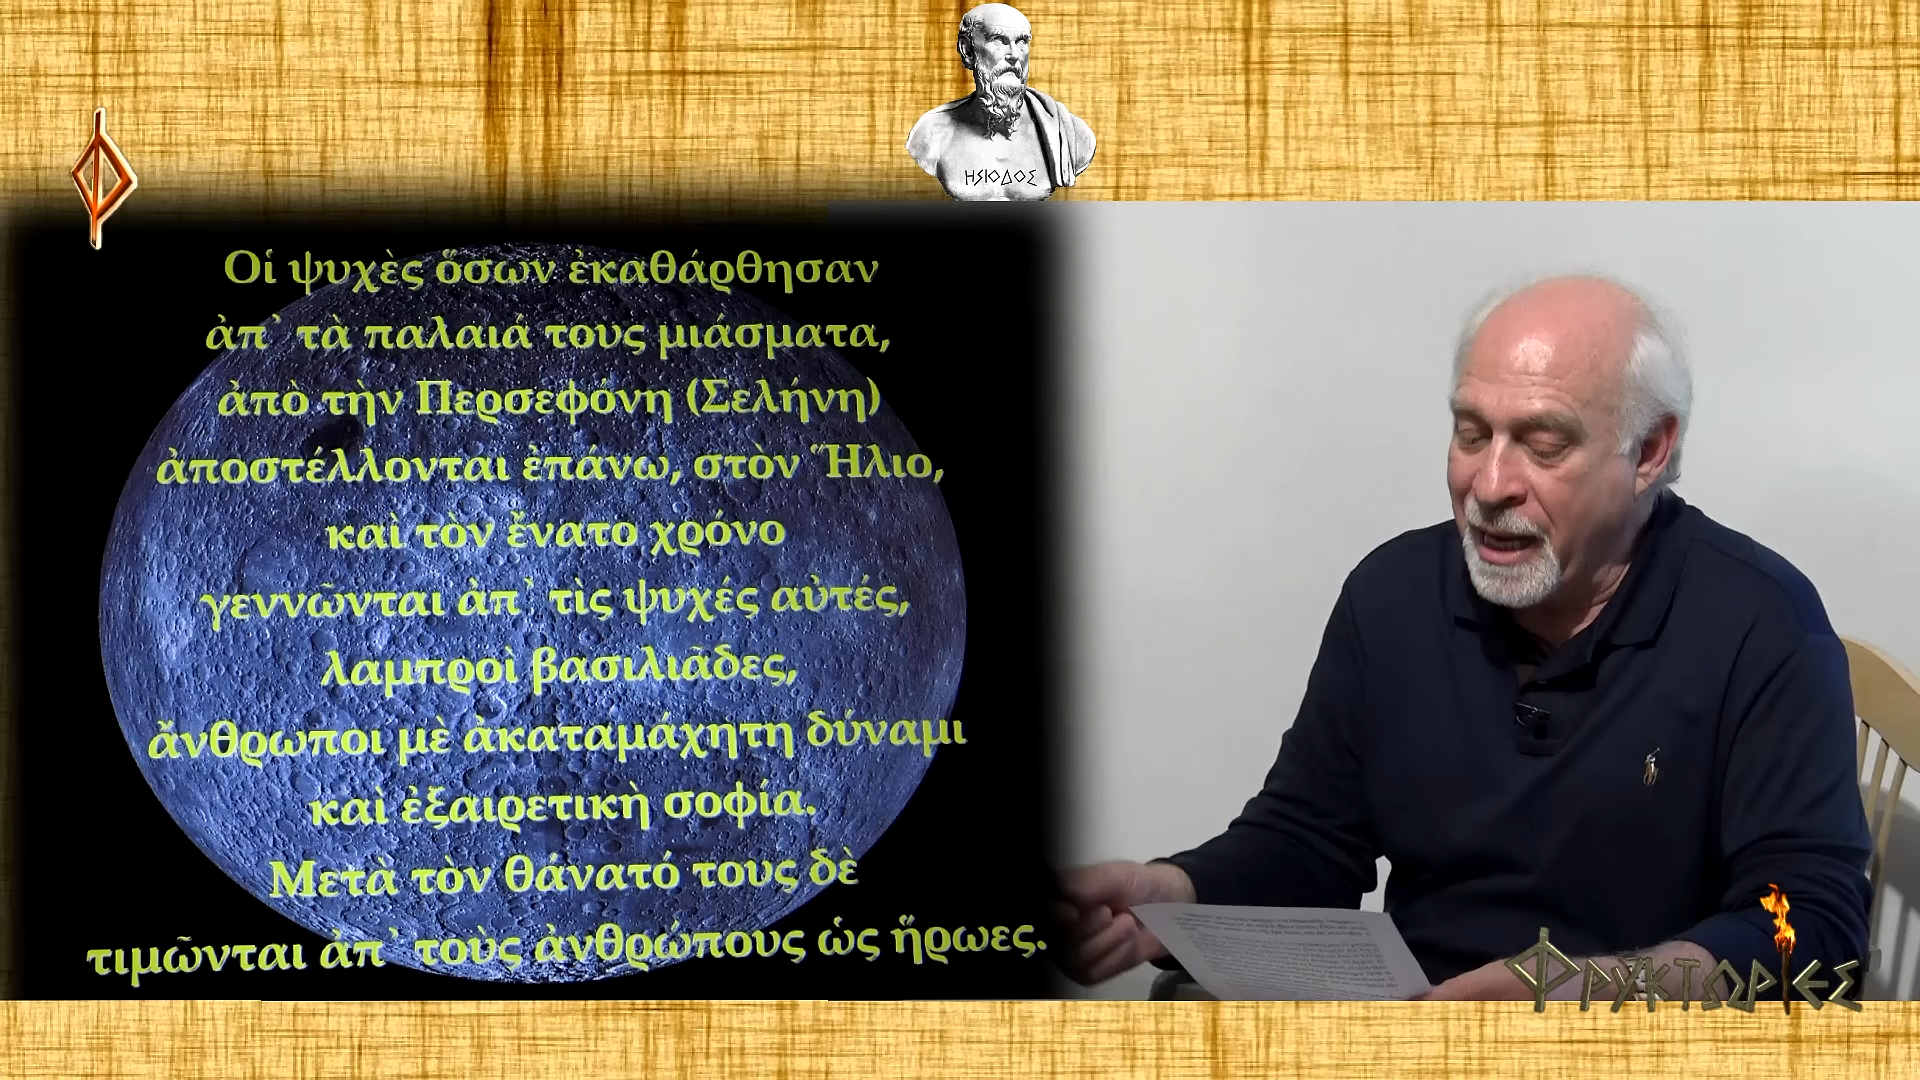 ΗΣΙΟΔΟΣ
Οἱ ψυχὲς ὅσων ἐκαθάρθησαν
ἀπ᾽ τὰ παλαιά τους μιάσματα,
ἀπὸ τὴν Περσεφόνη (Σελήνη)
ἀποστέλλονται ἐπάνω, στὸν Ἥλιο,
καὶ τὸν ἔνατο χρόνο
γεννῶνται ἀπ᾽ τὶς ψυχές αὐτές,
λαμπροὶ βασιλιᾶδες,
ἄνθρωποι μὲ ἀκαταμάχητη δύναμι
καὶ ἐξαιρετικὴ σοφία.
Μετὰ τὸν θάνατό τους δὲ
τιμῶνται ἀπ᾽ τοὺς ἀνθρώπους ὡς ἥρωες.
ΦΡΥΚΤΩΡΙΕΣ